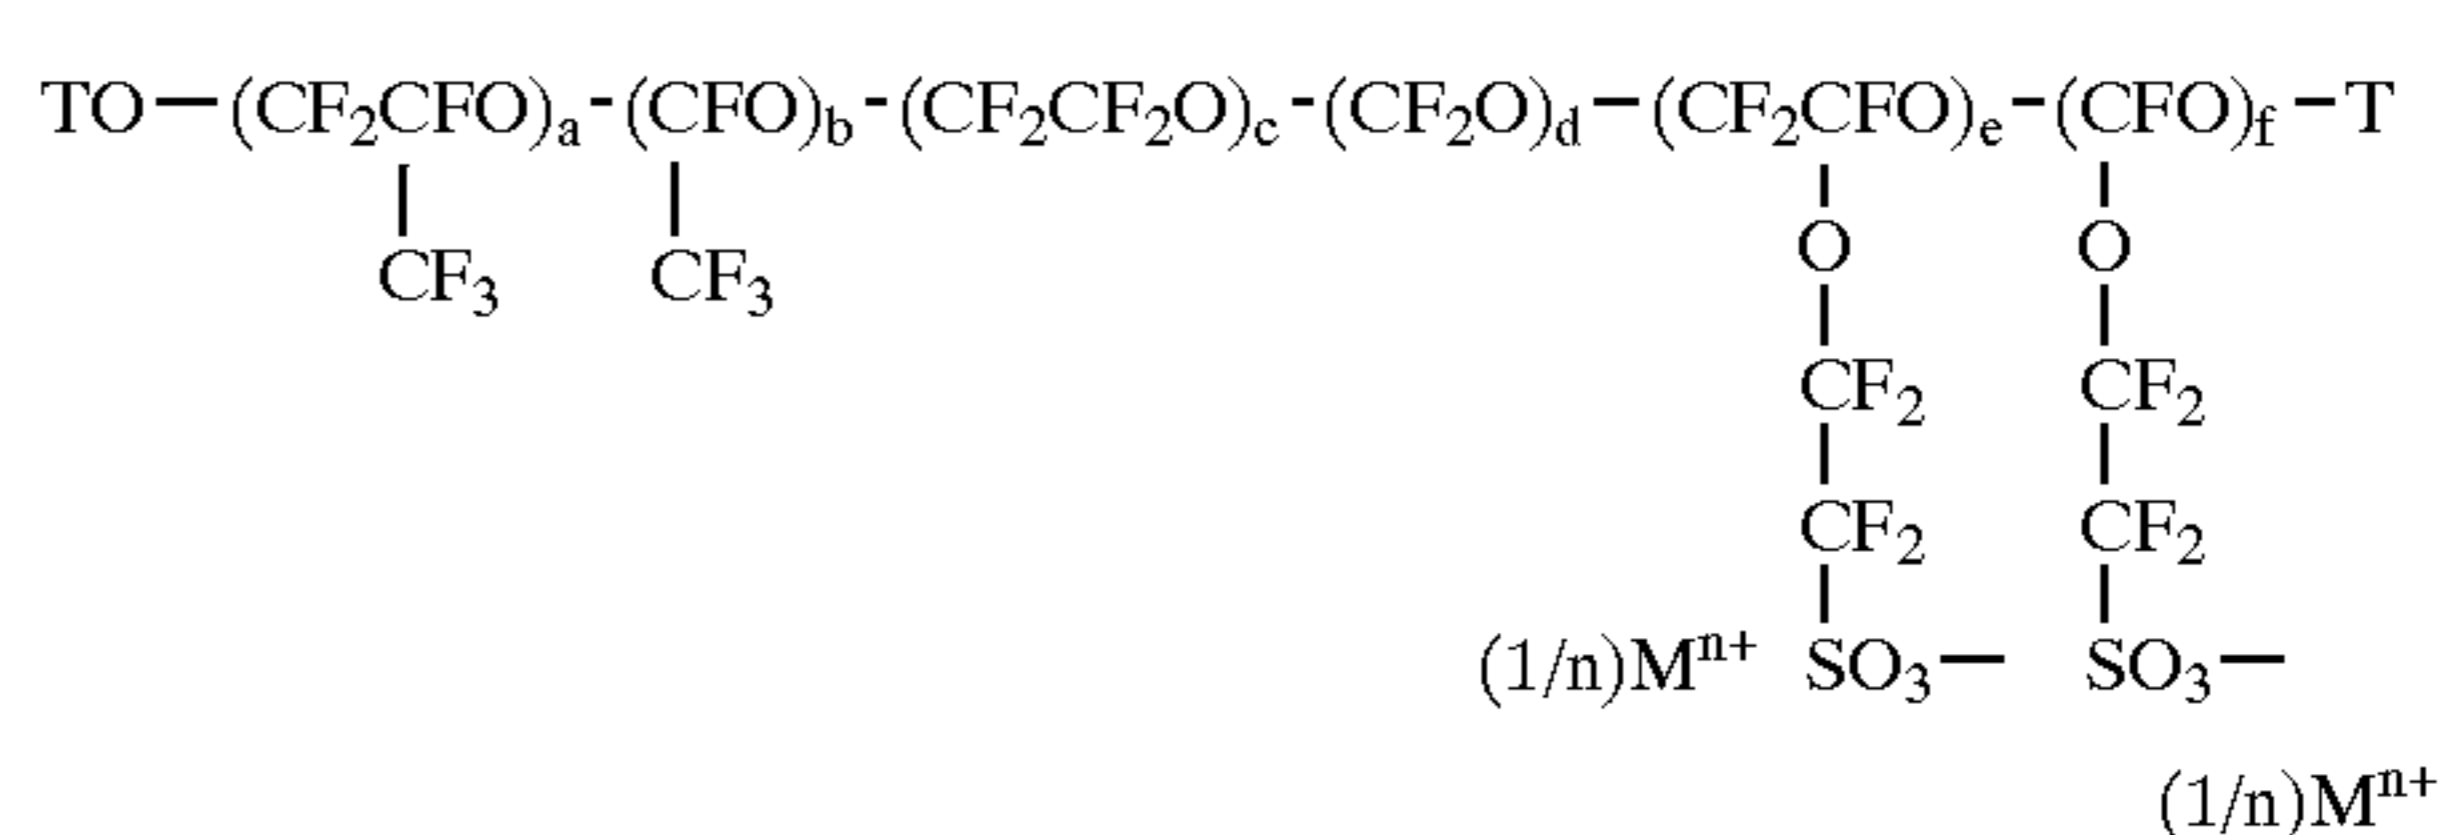 TO—(CF₂CFO)ₐ-(CFO)b-(CF₂CF₂O)c-(CF₂O)d—(CF₂CFO)ₑ-(CFO)f—T
O O
CF₃ CF₃
CF₂ CF₂
CF₂ CF₂
(1/n)Mⁿ⁺ SO₃— SO₃—
(1/n)Mⁿ⁺